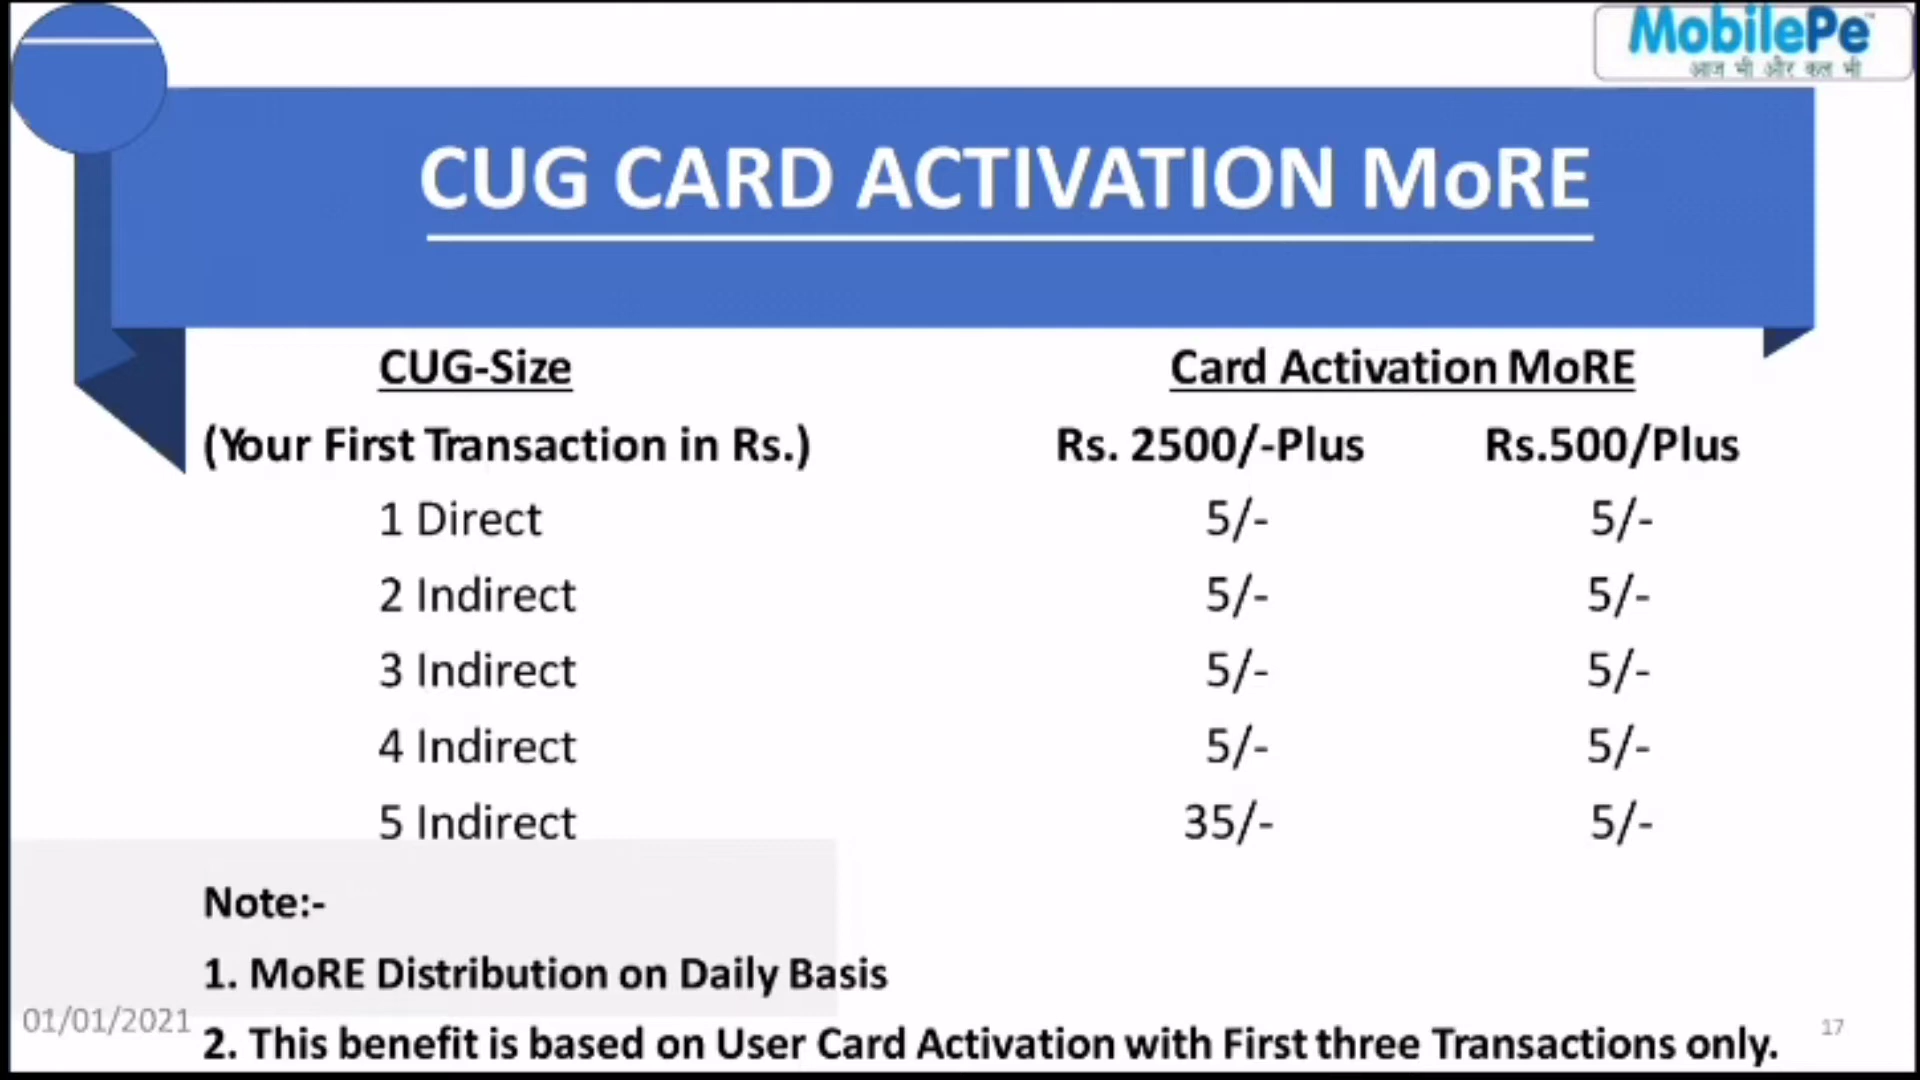 MobilePe™
आज भी और कल भी
CUG CARD ACTIVATION MoRE
CUG-Size Card Activation MoRE
(Your First Transaction in Rs.) Rs. 2500/-Plus Rs.500/Plus
1 Direct 5/- 5/-
2 Indirect 5/- 5/-
3 Indirect 5/- 5/-
4 Indirect 5/- 5/-
5 Indirect 35/- 5/-
Note:-
1. MoRE Distribution on Daily Basis
2. This benefit is based on User Card Activation with First three Transactions only.
01/01/2021
17